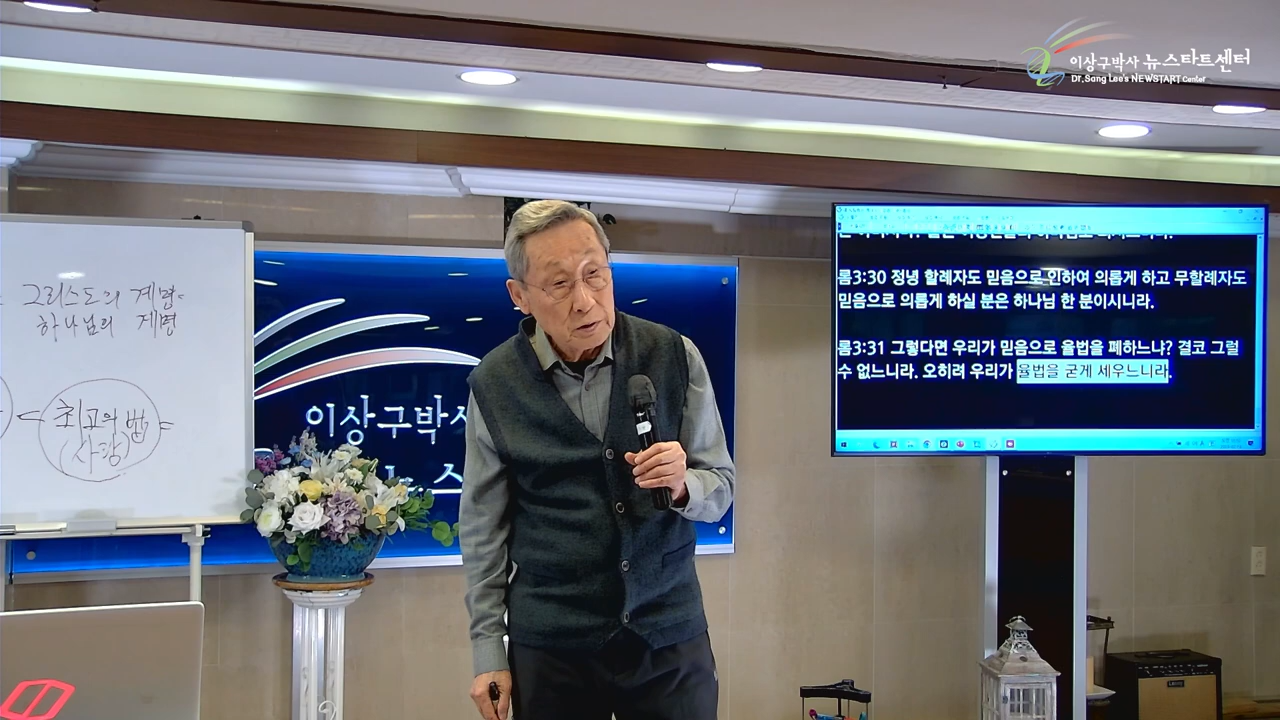 이상구박사 뉴스타트센터
Dr. Sang Lee's NEWSTART Center
그리스도의 계명
하나님의 계명
< 최고의 법 =
(사랑)
이상구박사
뉴스
롬3:30 정녕 할례자도 믿음으로 인하여 의롭게 하고 무할례자도
믿음으로 의롭게 하실 분은 하나님 한 분이시니라.
롬3:31 그렇다면 우리가 믿음으로 율법을 폐하느냐? 결코 그럴
수 없느니라. 오히려 우리가 율법을 굳게 세우느니라.